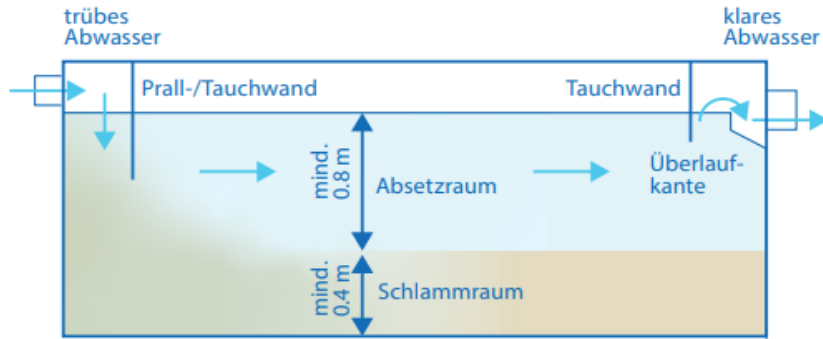 trübes
Abwasser
klares
Abwasser
Prall-/Tauchwand
Tauchwand
mind.
0.8 m
Absetzraum
Überlauf-
kante
mind.
0.4 m
Schlammraum